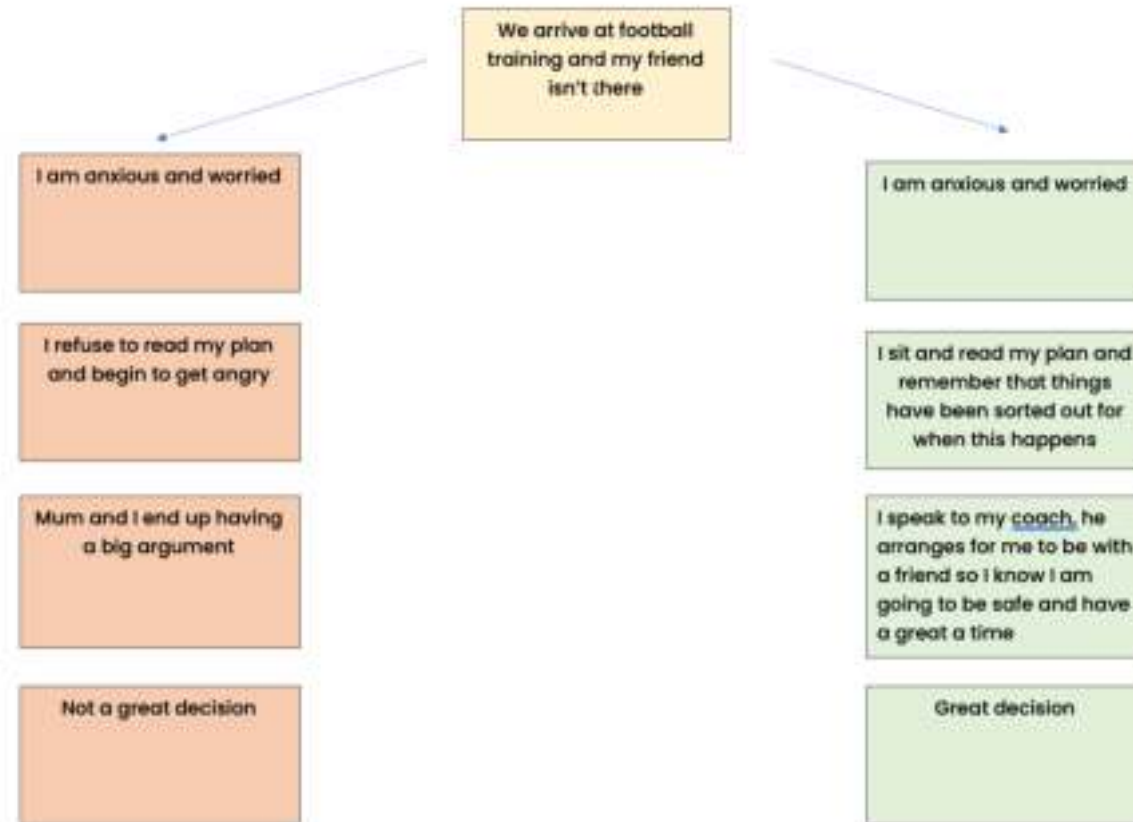 We arrive at football
training and my friend
isn't there
I am anxious and worried
I refuse to read my plan
and begin to get angry
Mum and I end up having
a big argument
Not a great decision
I am anxious and worried
I sit and read my plan and
remember that things
have been sorted out for
when this happens
I speak to my coach, he
arranges for me to be with
a friend so I know I am
going to be safe and have
a great a time
Great decision